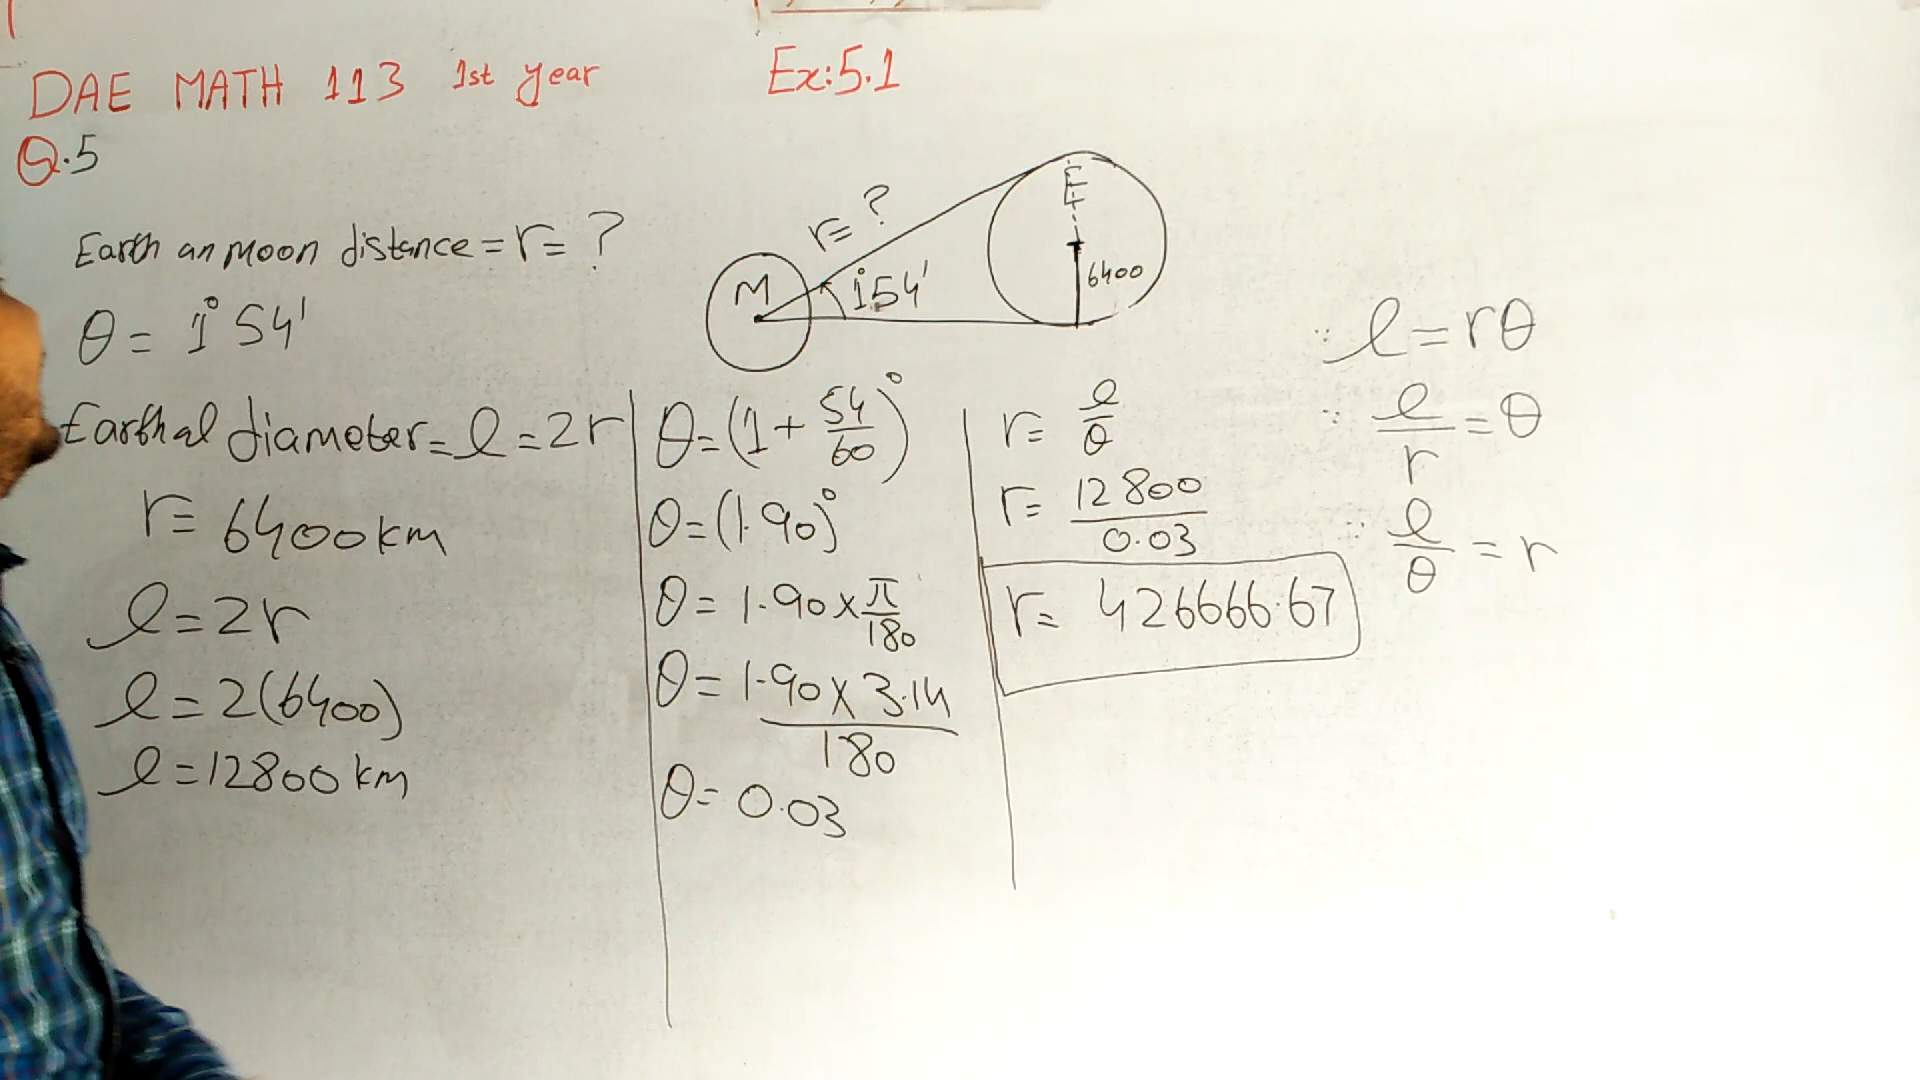 DAE MATH 113 1st year
Ex:5.1
Q.5
Earth an moon distance = r = ?
θ = 1° 54'
M
r = ?
1°54'
E
6400
Earthal diameter = l = 2r
r = 6400km
l = 2r
l = 2(6400)
l = 12800 km
θ = (1 + 54/60)°
θ = (1.90)°
θ = 1.90 × π/180
θ = 1.90 × 3.14 / 180
θ = 0.03
r = l/θ
r = 12800/0.03
r = 426666.67
∵ l = rθ
∵ l/r = θ
∵ l/θ = r